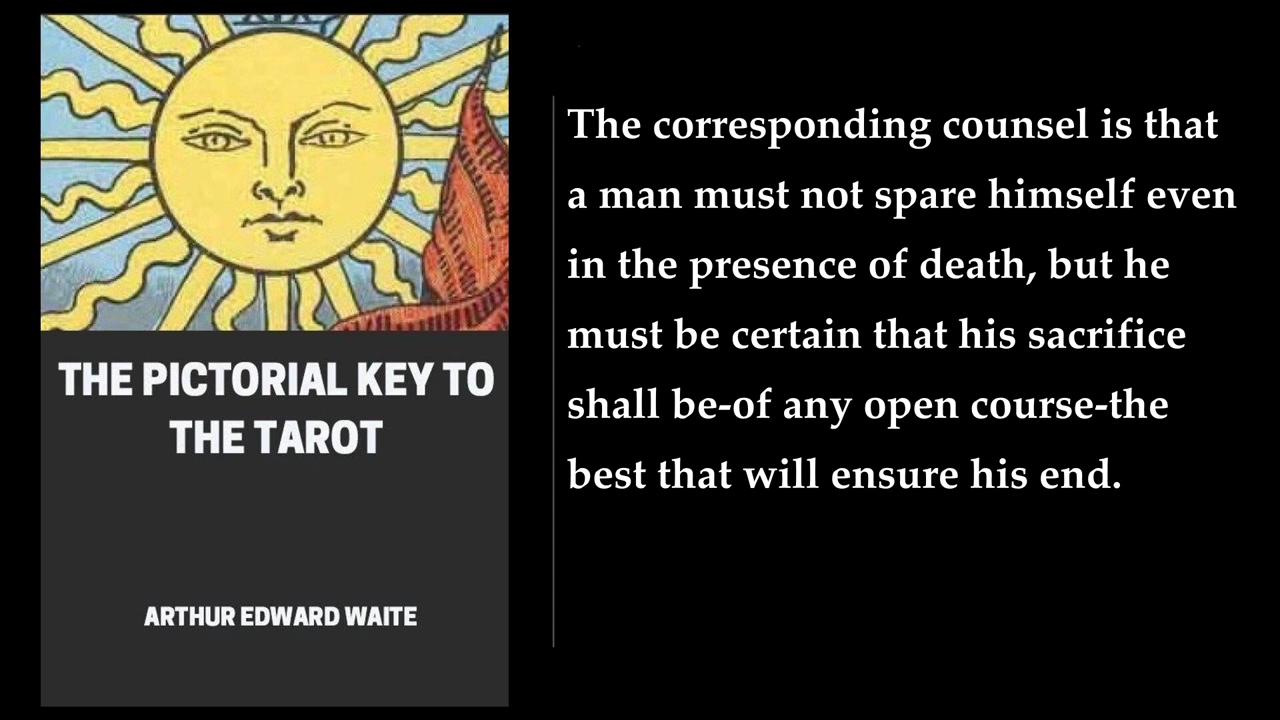 XIX
THE PICTORIAL KEY TO
THE TAROT
ARTHUR EDWARD WAITE
The corresponding counsel is that
a man must not spare himself even
in the presence of death, but he
must be certain that his sacrifice
shall be-of any open course-the
best that will ensure his end.